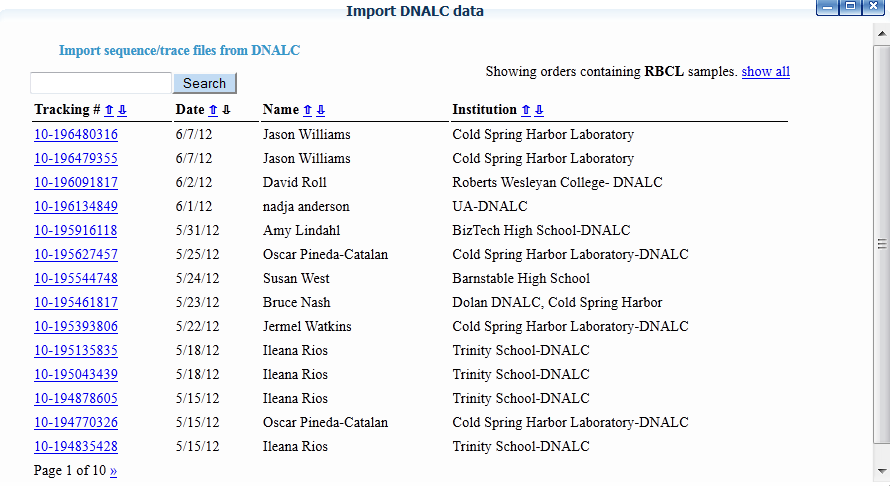 Import DNALC data
Import sequence/trace files from DNALC
Showing orders containing RBCL samples. show all
Search
Tracking # ⇧ ⇩ Date ⇧ ⇩ Name ⇧ ⇩ Institution ⇧ ⇩
10-196480316 6/7/12 Jason Williams Cold Spring Harbor Laboratory
10-196479355 6/7/12 Jason Williams Cold Spring Harbor Laboratory
10-196091817 6/2/12 David Roll Roberts Wesleyan College- DNALC
10-196134849 6/1/12 nadja anderson UA-DNALC
10-195916118 5/31/12 Amy Lindahl BizTech High School-DNALC
10-195627457 5/25/12 Oscar Pineda-Catalan Cold Spring Harbor Laboratory-DNALC
10-195544748 5/24/12 Susan West Barnstable High School
10-195461817 5/23/12 Bruce Nash Dolan DNALC, Cold Spring Harbor
10-195393806 5/22/12 Jermel Watkins Cold Spring Harbor Laboratory-DNALC
10-195135835 5/18/12 Ileana Rios Trinity School-DNALC
10-195043439 5/18/12 Ileana Rios Trinity School-DNALC
10-194878605 5/15/12 Ileana Rios Trinity School-DNALC
10-194770326 5/15/12 Oscar Pineda-Catalan Cold Spring Harbor Laboratory-DNALC
10-194835428 5/15/12 Ileana Rios Trinity School-DNALC
Page 1 of 10 »